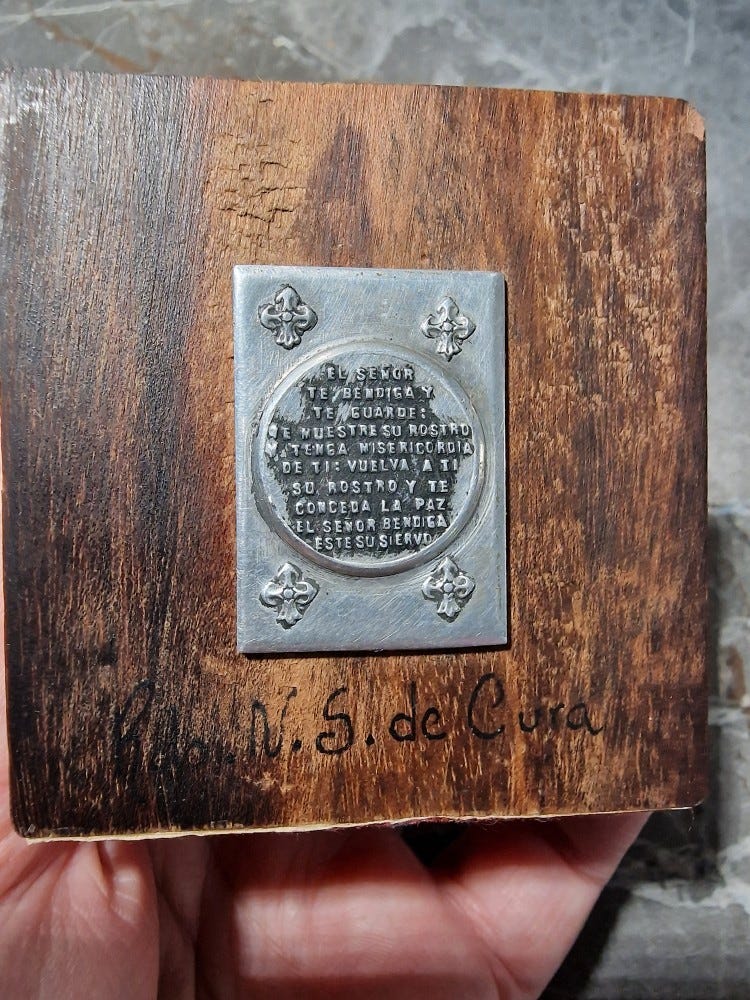 EL SEÑOR
TE BENDIGA Y
TE GUARDE:
TE MUESTRE SU ROSTRO
Y TENGA MISERICORDIA
DE TI: VUELVA A TI
SU ROSTRO Y TE
CONCEDA LA PAZ.
EL SEÑOR BENDIGA
ESTE SU SIERVO
N. S. de Cura